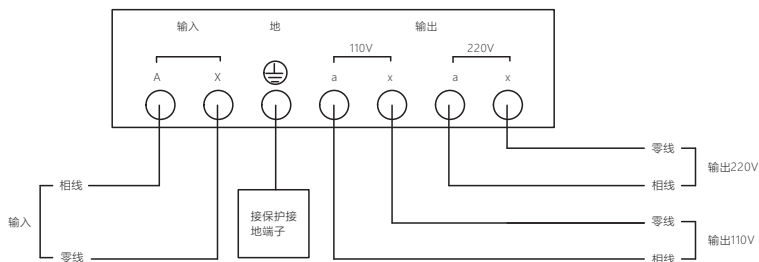 输入 地 输出
110V 220V
A X a x a x
零线
输出220V
相线 相线
接保护接
地端子
输入
零线
输出110V
零线 相线